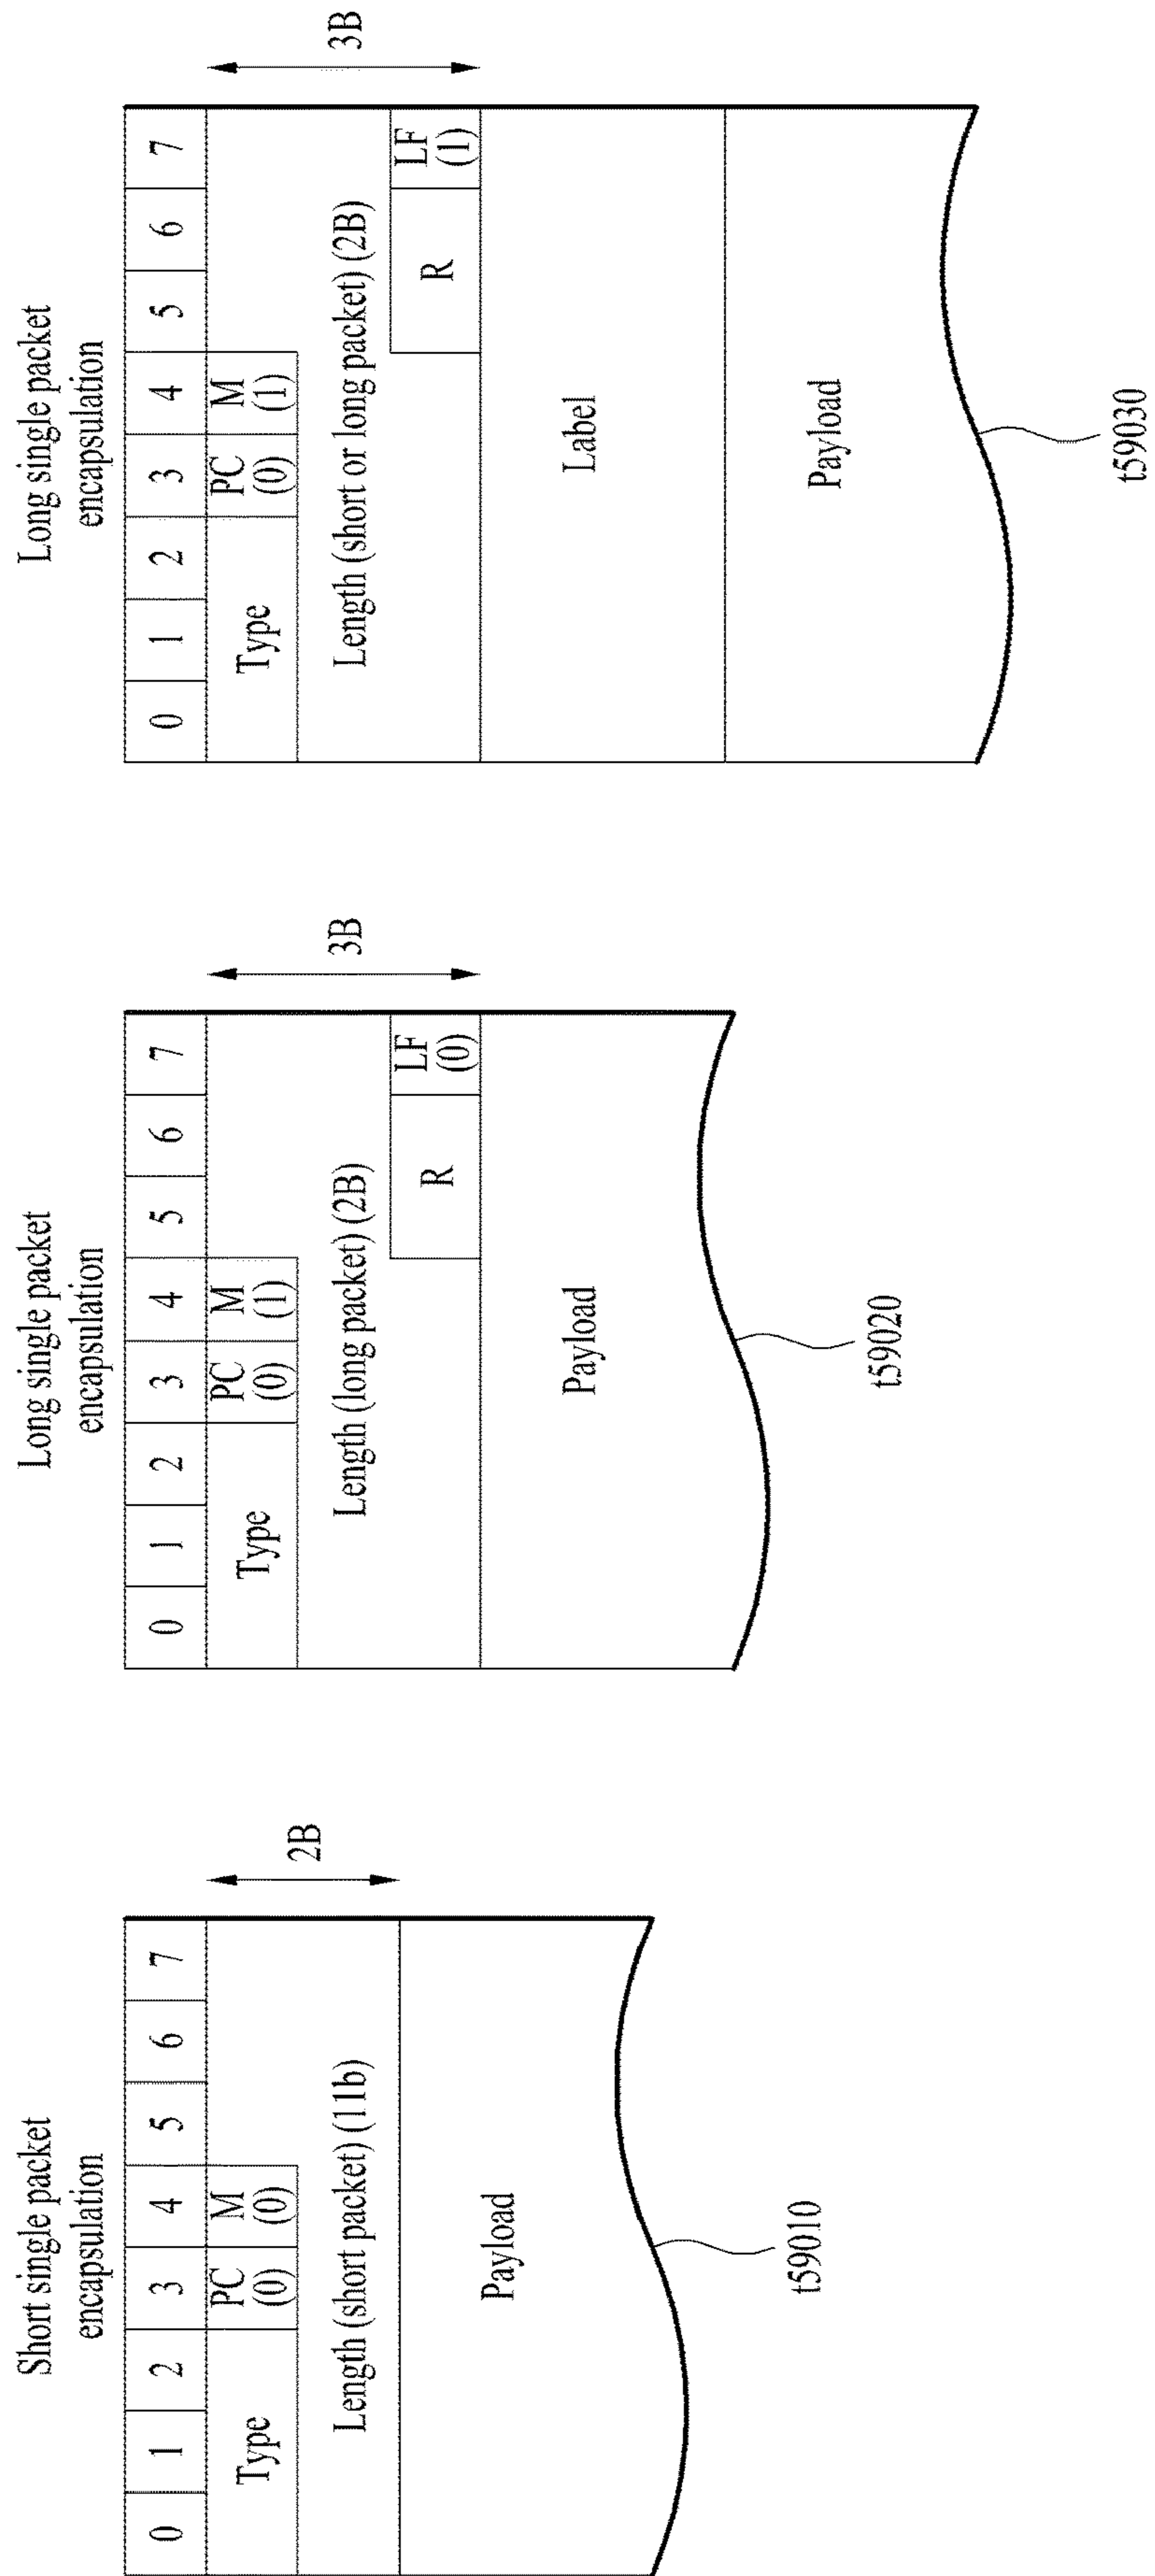 Short single packet
encapsulation
0 1 2 3 4 5 6 7
Type
PC
(0)
M
(0)
Length (short packet) (11b)
Payload
2B
t59010
Long single packet
encapsulation
0 1 2 3 4 5 6 7
Type
PC
(0)
M
(1)
Length (long packet) (2B)
R
LF
(0)
Payload
3B
t59020
Long single packet
encapsulation
0 1 2 3 4 5 6 7
Type
PC
(0)
M
(1)
Length (short or long packet) (2B)
R
LF
(1)
Label
Payload
3B
t59030